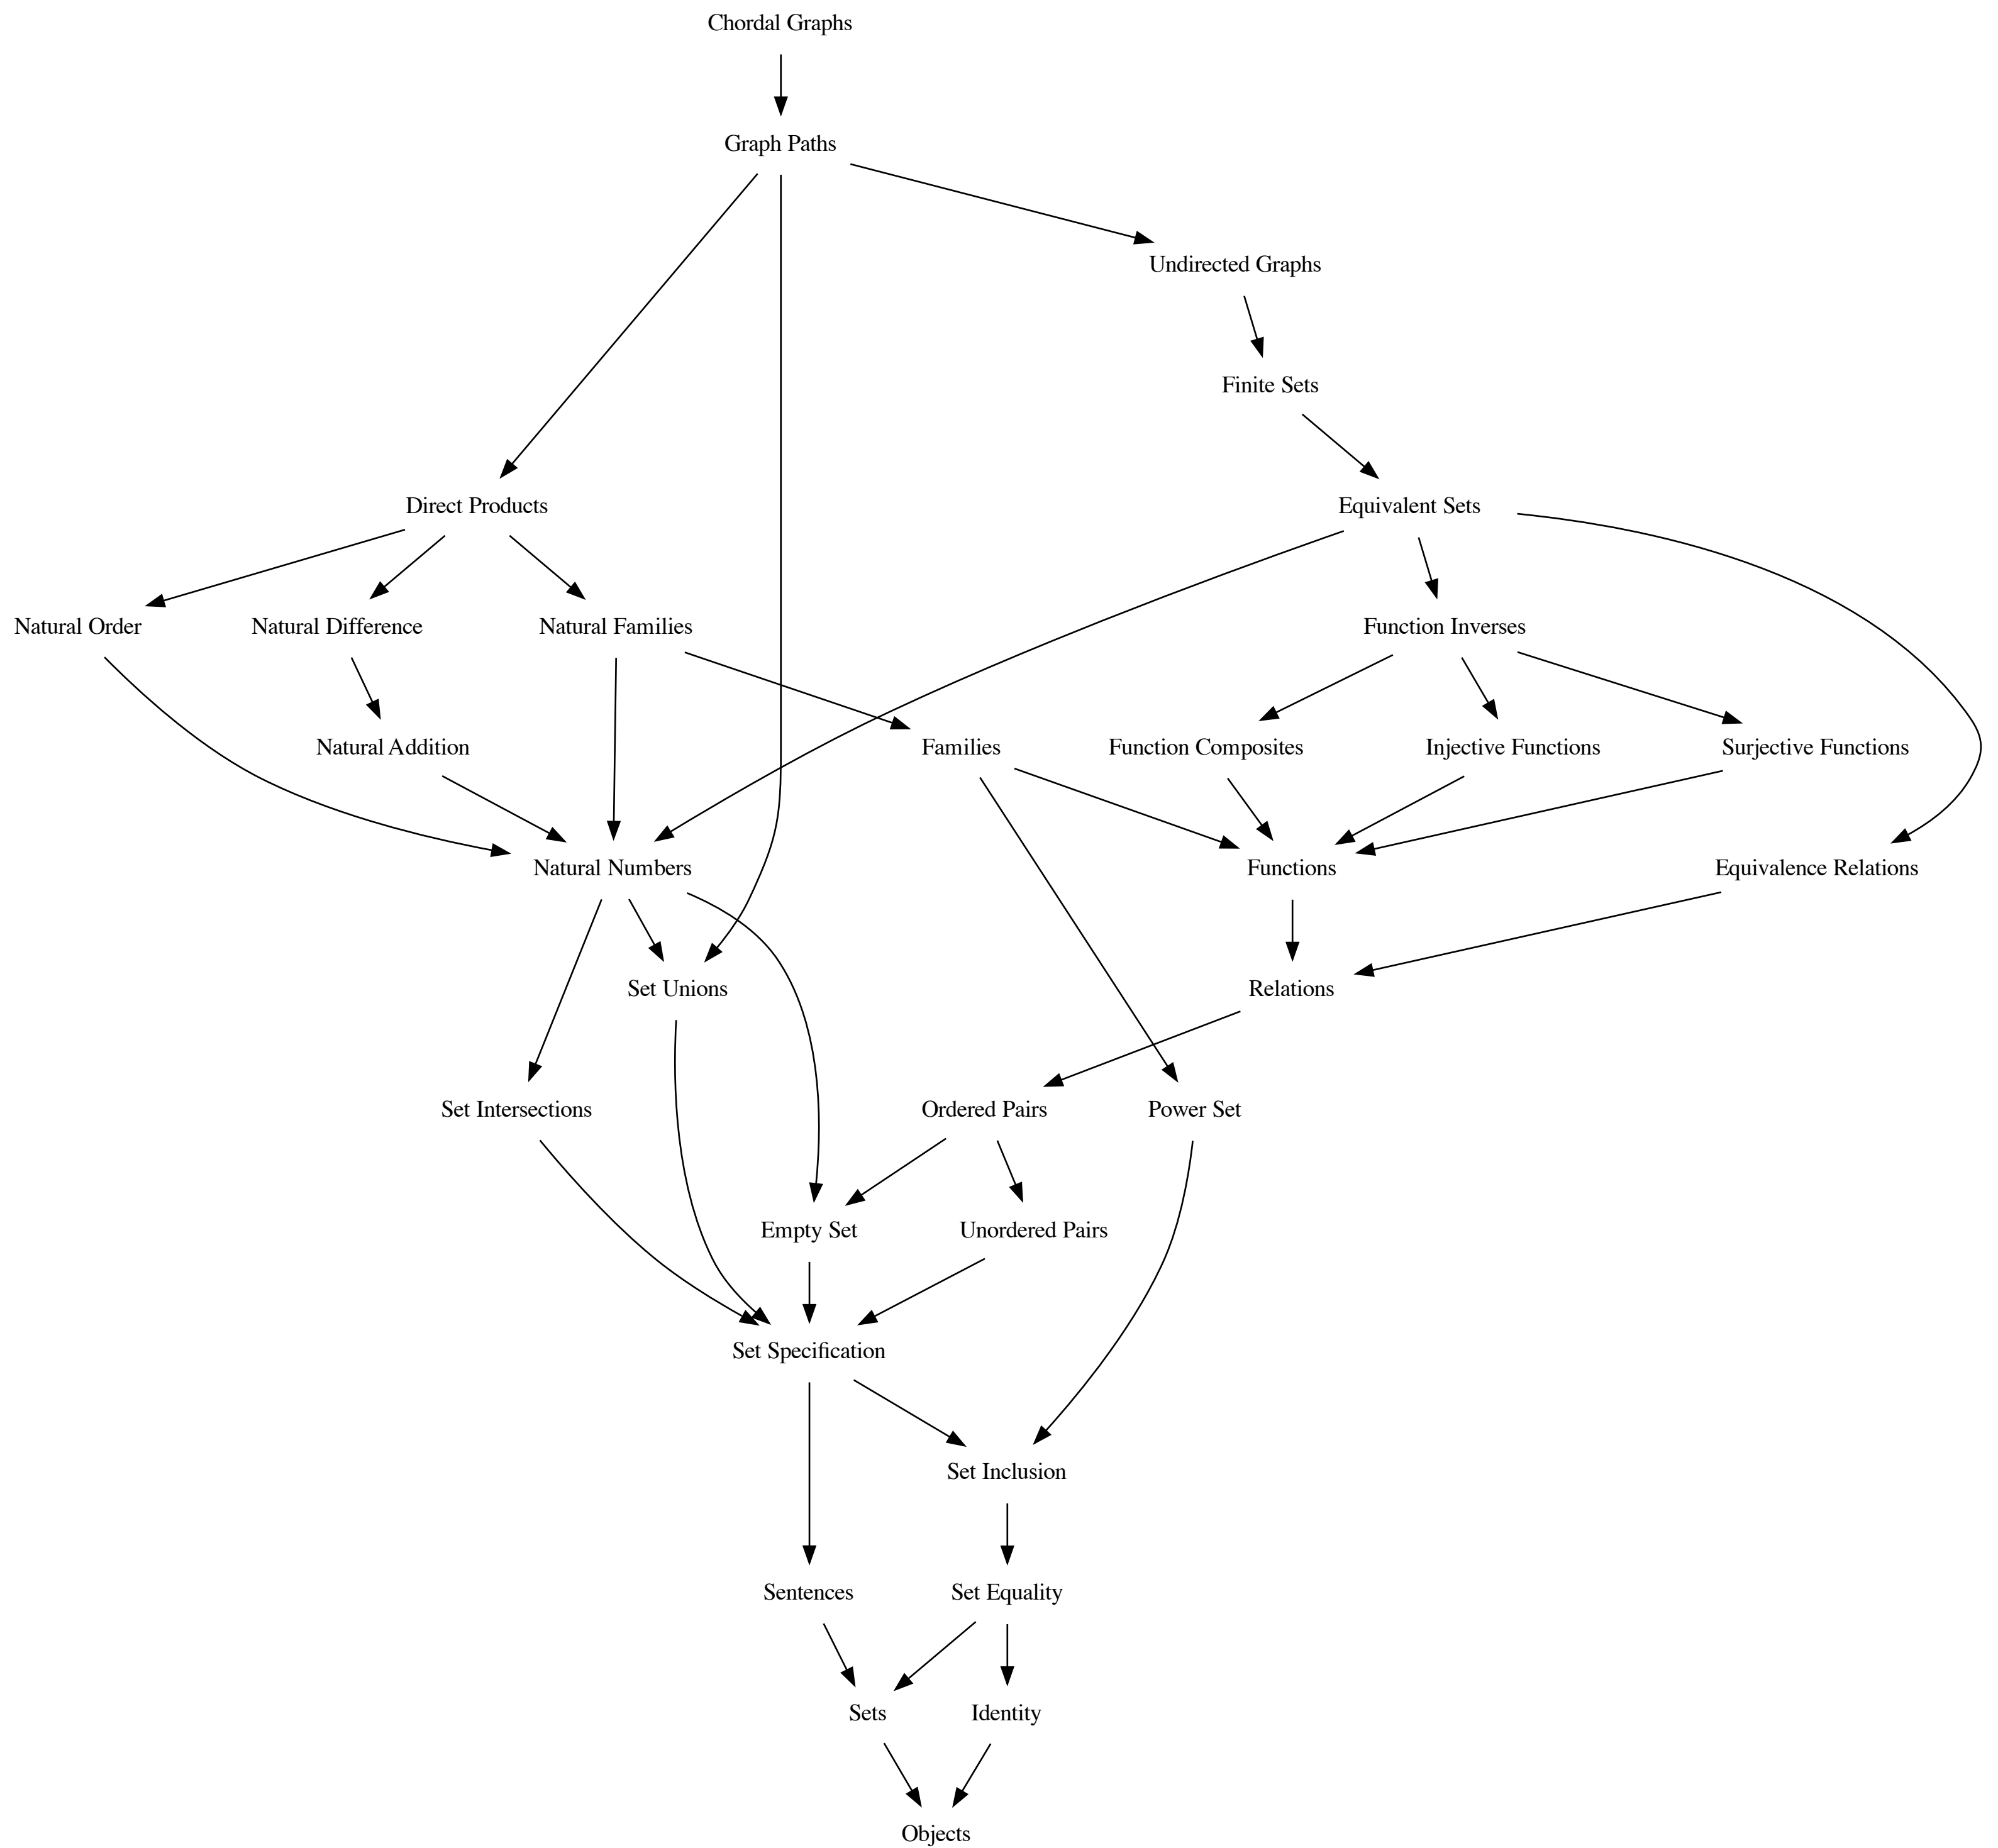 Chordal Graphs
Graph Paths
Undirected Graphs
Finite Sets
Direct Products
Equivalent Sets
Natural Order
Natural Difference
Natural Families
Function Inverses
Natural Addition
Families
Function Composites
Injective Functions
Surjective Functions
Natural Numbers
Functions
Equivalence Relations
Set Unions
Relations
Set Intersections
Ordered Pairs
Power Set
Empty Set
Unordered Pairs
Set Specification
Set Inclusion
Sentences
Set Equality
Sets
Identity
Objects